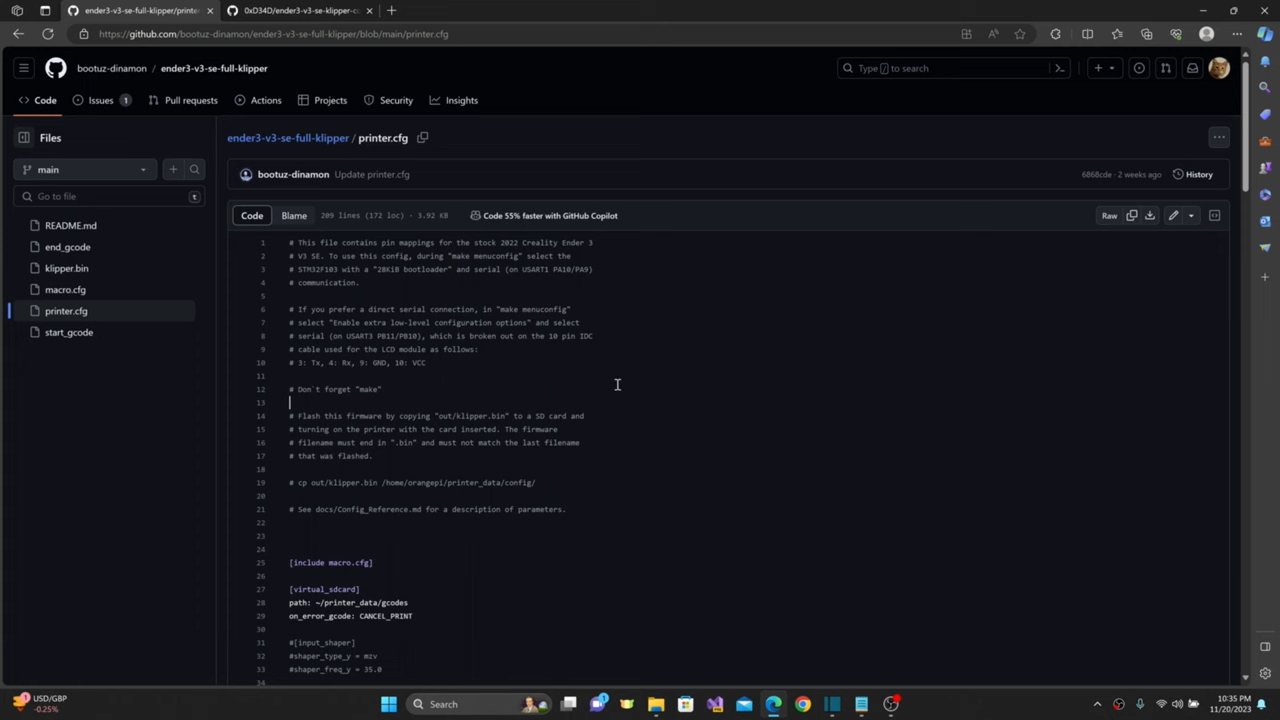 ender3-v3-se-full-klipper/printe
0xD34D/ender3-v3-se-klipper-co
https://github.com/bootuz-dinamon/ender3-v3-se-full-klipper/blob/main/printer.cfg
bootuz-dinamon / ender3-v3-se-full-klipper
Type / to search
Code
Issues 1
Pull requests
Actions
Projects
Security
Insights
Files
ender3-v3-se-full-klipper / printer.cfg
main
bootuz-dinamon Update printer.cfg
6868cde · 2 weeks ago
History
Go to file
t
Code
Blame
209 lines (172 loc) · 3.92 KB
Code 55% faster with GitHub Copilot
Raw
README.md
end_gcode
klipper.bin
macro.cfg
printer.cfg
start_gcode
1 # This file contains pin mappings for the stock 2022 Creality Ender 3
2 # V3 SE. To use this config, during "make menuconfig" select the
3 # STM32F103 with a "28KiB bootloader" and serial (on USART1 PA10/PA9)
4 # communication.
5
6 # If you prefer a direct serial connection, in "make menuconfig"
7 # select "Enable extra low-level configuration options" and select
8 # serial (on USART3 PB11/PB10), which is broken out on the 10 pin IDC
9 # cable used for the LCD module as follows:
10 # 3: Tx, 4: Rx, 9: GND, 10: VCC
11
12 # Don`t forget "make"
13
14 # Flash this firmware by copying "out/klipper.bin" to a SD card and
15 # turning on the printer with the card inserted. The firmware
16 # filename must end in ".bin" and must not match the last filename
17 # that was flashed.
18
19 # cp out/klipper.bin /home/orangepi/printer_data/config/
20
21 # See docs/Config_Reference.md for a description of parameters.
22
23
24
25 [include macro.cfg]
26
27 [virtual_sdcard]
28 path: ~/printer_data/gcodes
29 on_error_gcode: CANCEL_PRINT
30
31 #[input_shaper]
32 #shaper_type_y = mzv
33 #shaper_freq_y = 35.0
34
USD/GBP
-0.25%
Search
10:35 PM
11/20/2023